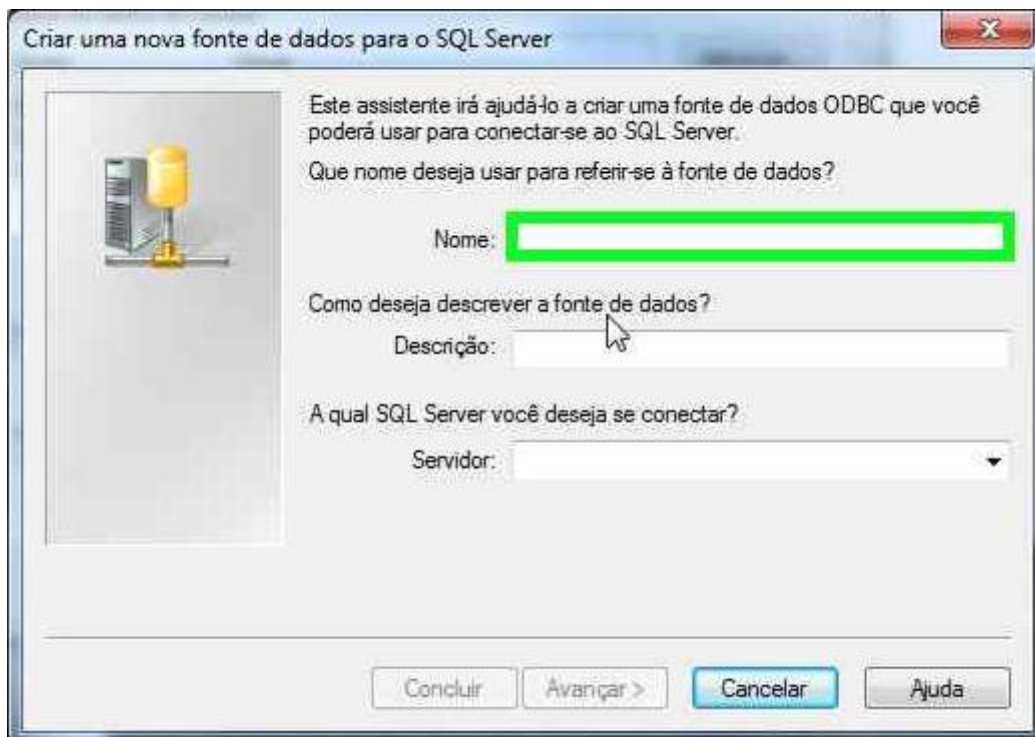 Criar uma nova fonte de dados para o SQL Server
Este assistente irá ajudá-lo a criar uma fonte de dados ODBC que você
poderá usar para conectar-se ao SQL Server.
Que nome deseja usar para referir-se à fonte de dados?
Nome:
Como deseja descrever a fonte de dados?
Descrição:
A qual SQL Server você deseja se conectar?
Servidor:
Concluir Avançar > Cancelar Ajuda